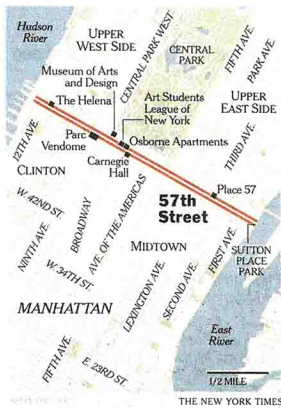 Hudson
River
UPPER
WEST SIDE
CENTRAL PARK WEST
CENTRAL
PARK
FIFTH AVE.
PARK AVE.
Museum of Arts
and Design
The Helena
Art Students
League of
New York
UPPER
EAST SIDE
12TH AVE.
Parc
Vendome
Osborne Apartments
Carnegie
Hall
THIRD AVE.
CLINTON
Place 57
57th
Street
W. 42ND ST.
BROADWAY
AVE. OF THE AMERICAS
NINTH AVE.
MIDTOWN
FIRST AVE.
SUTTON
PLACE
PARK
W. 34TH ST.
LEXINGTON AVE.
SECOND AVE.
MANHATTAN
East
River
FIFTH AVE.
E. 23RD ST.
1/2 MILE
THE NEW YORK TIMES